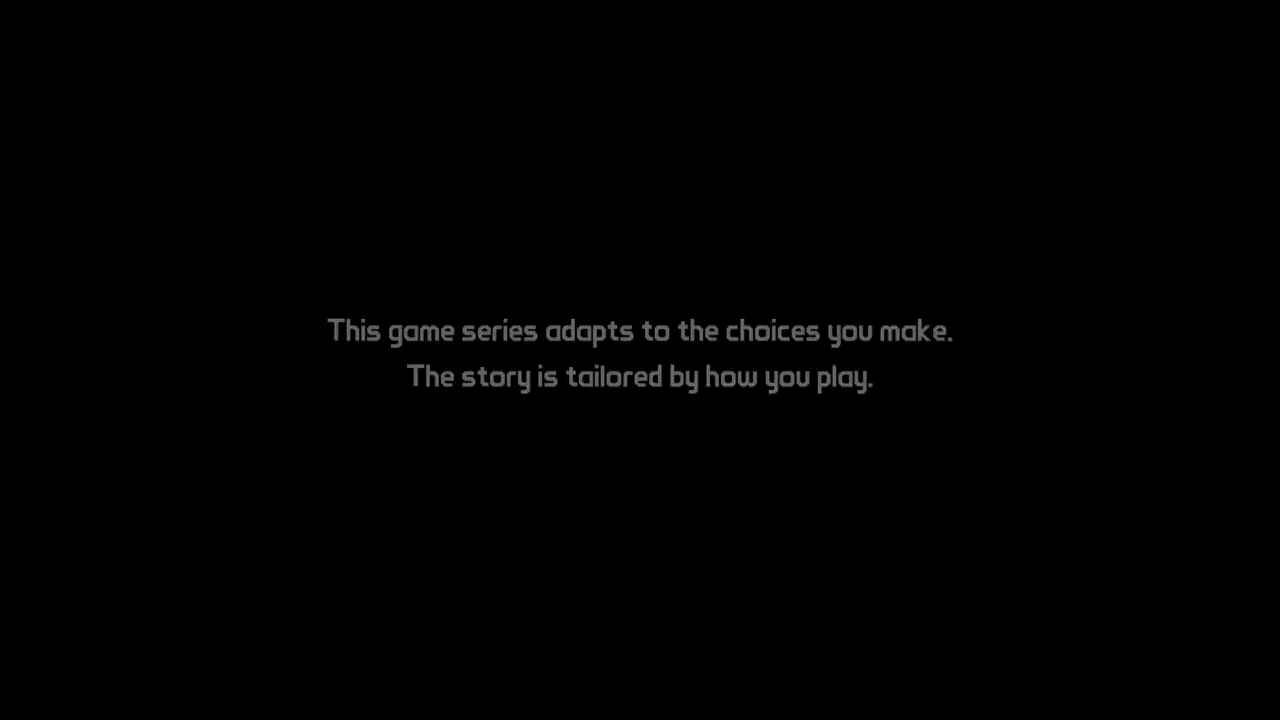 This game series adapts to the choices you make.
The story is tailored by how you play.